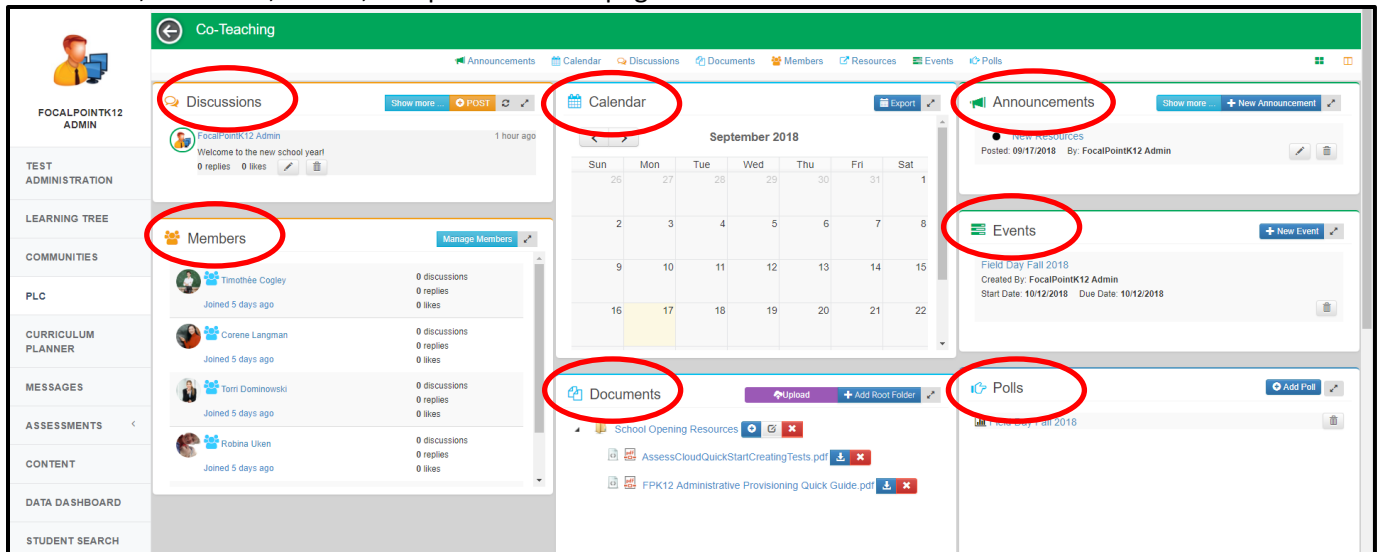 Co-Teaching
Announcements Calendar Discussions Documents Members Resources Events Polls
FOCALPOINTK12
ADMIN
TEST
ADMINISTRATION
LEARNING TREE
COMMUNITIES
PLC
CURRICULUM
PLANNER
MESSAGES
ASSESSMENTS
CONTENT
DATA DASHBOARD
STUDENT SEARCH
Discussions
Show more ... POST
FocalPointK12 Admin 1 hour ago
Welcome to the new school year!
0 replies 0 likes
Members
Manage Members
Timothée Cogley 0 discussions
0 replies
Joined 5 days ago 0 likes
Corene Langman 0 discussions
0 replies
Joined 5 days ago 0 likes
Torri Dominowski 0 discussions
0 replies
Joined 5 days ago 0 likes
Robina Uken 0 discussions
0 replies
Joined 5 days ago 0 likes
Calendar
Export
< > September 2018
Sun Mon Tue Wed Thu Fri Sat
26 27 28 29 30 31 1
2 3 4 5 6 7 8
9 10 11 12 13 14 15
16 17 18 19 20 21 22
Documents
Upload + Add Root Folder
School Opening Resources
AssessCloudQuickStartCreatingTests.pdf
FPK12 Administrative Provisioning Quick Guide.pdf
Announcements
Show more ... + New Announcement
New Resources
Posted: 09/17/2018 By: FocalPointK12 Admin
Events
+ New Event
Field Day Fall 2018
Created By: FocalPointK12 Admin
Start Date: 10/12/2018 Due Date: 10/12/2018
Polls
Add Poll
Field Day Fall 2018